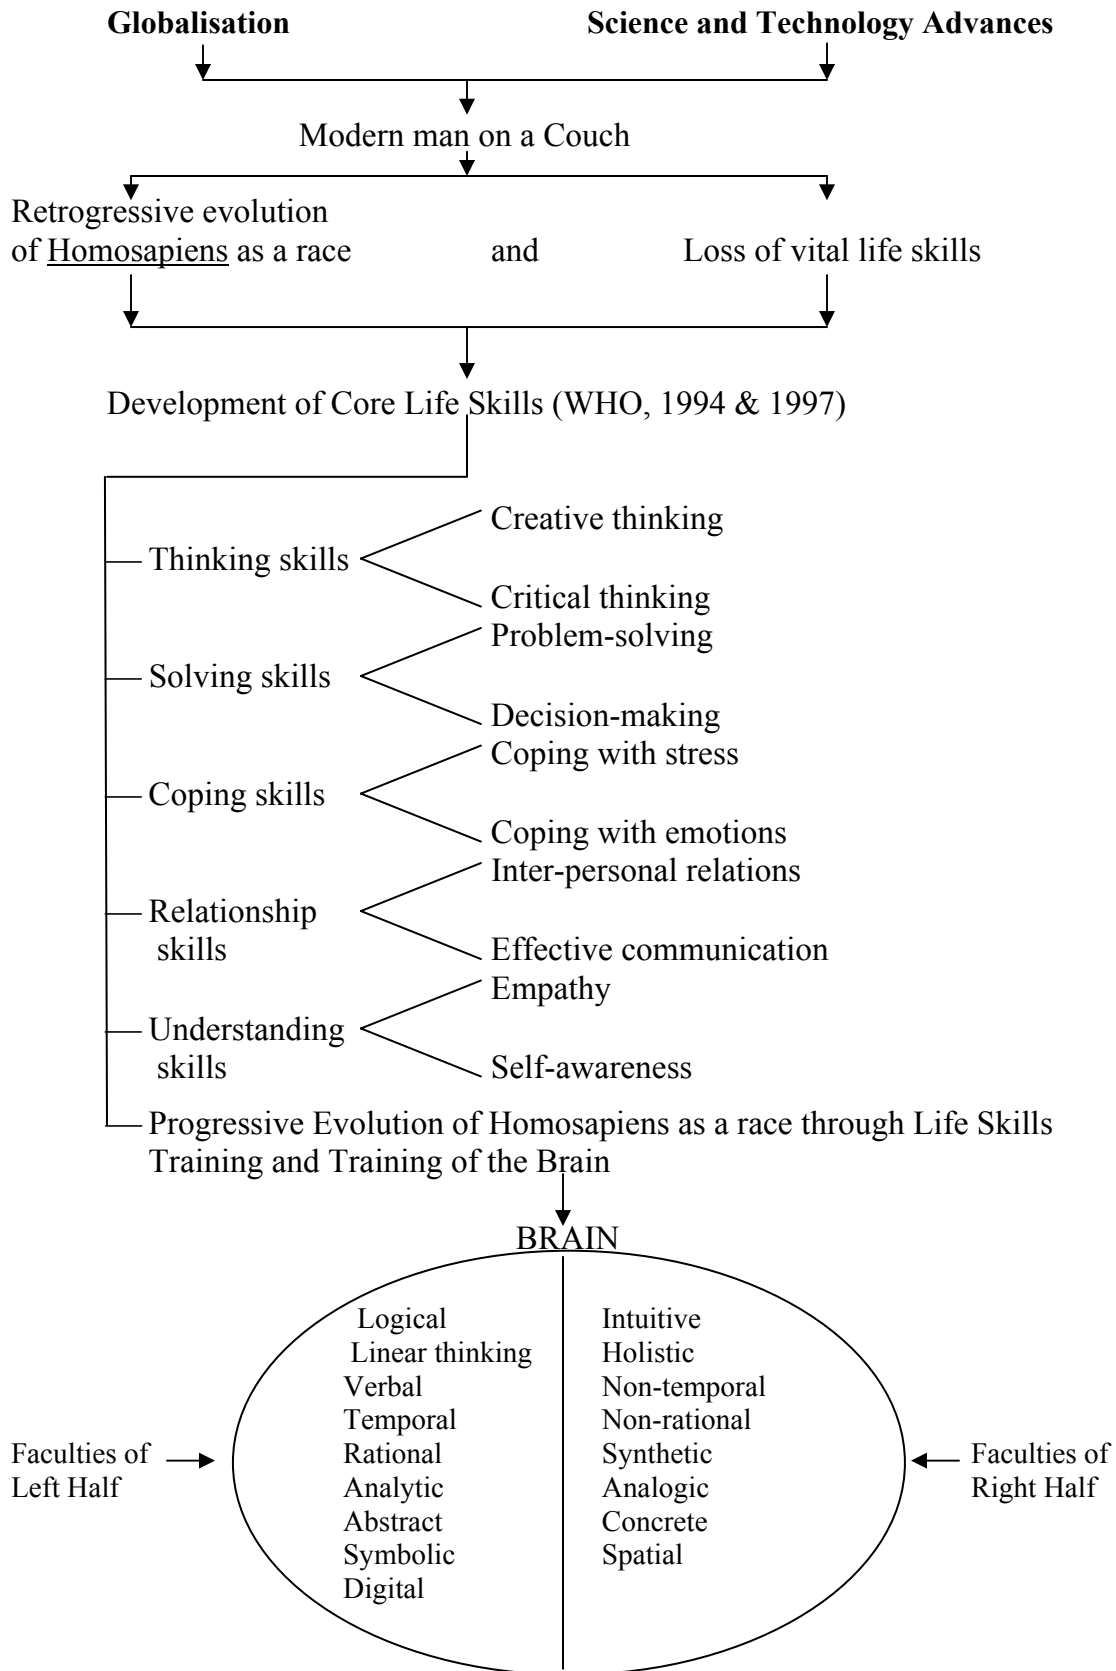 Globalisation
Science and Technology Advances
Modern man on a Couch
Retrogressive evolution
of Homosapiens as a race
and
Loss of vital life skills
Development of Core Life Skills (WHO, 1994 & 1997)
Thinking skills
Creative thinking
Critical thinking
Solving skills
Problem-solving
Decision-making
Coping skills
Coping with stress
Coping with emotions
Relationship
skills
Inter-personal relations
Effective communication
Understanding
skills
Empathy
Self-awareness
Progressive Evolution of Homosapiens as a race through Life Skills
Training and Training of the Brain
BRAIN
Faculties of
Left Half
Logical
Linear thinking
Verbal
Temporal
Rational
Analytic
Abstract
Symbolic
Digital
Intuitive
Holistic
Non-temporal
Non-rational
Synthetic
Analogic
Concrete
Spatial
Faculties of
Right Half